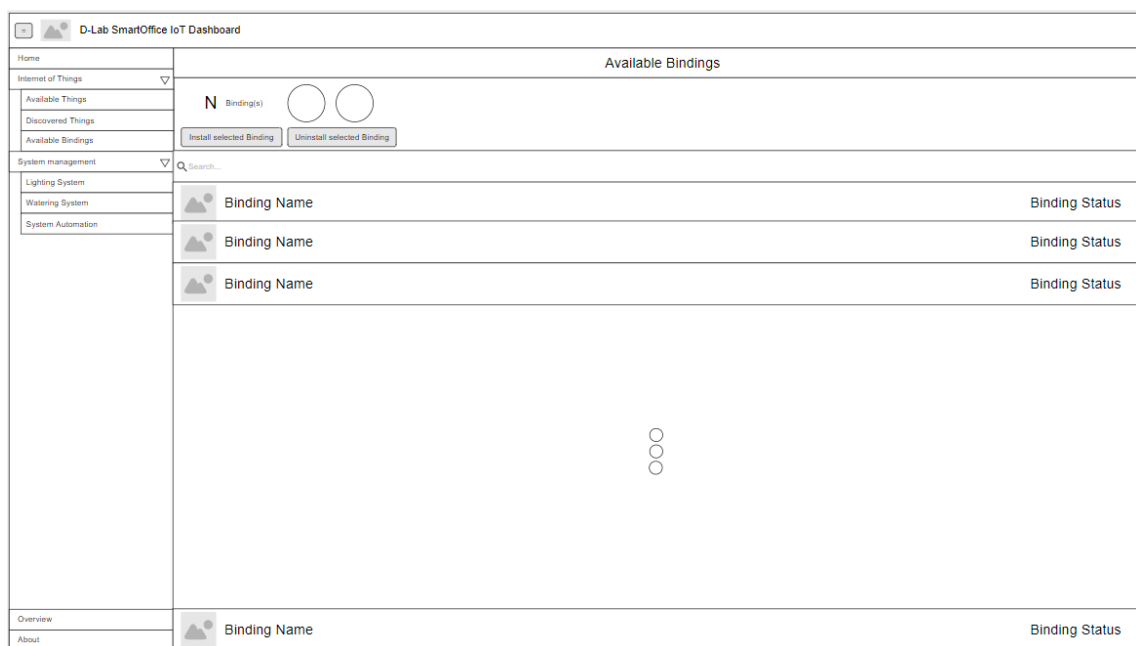 D-Lab SmartOffice IoT Dashboard
Home
Internet of Things
Available Things
Discovered Things
Available Bindings
System management
Lighting System
Watering System
System Automation
Overview
About
Available Bindings
N Binding(s)
Install selected Binding Uninstall selected Binding
Search...
Binding Name Binding Status
Binding Name Binding Status
Binding Name Binding Status
Binding Name Binding Status